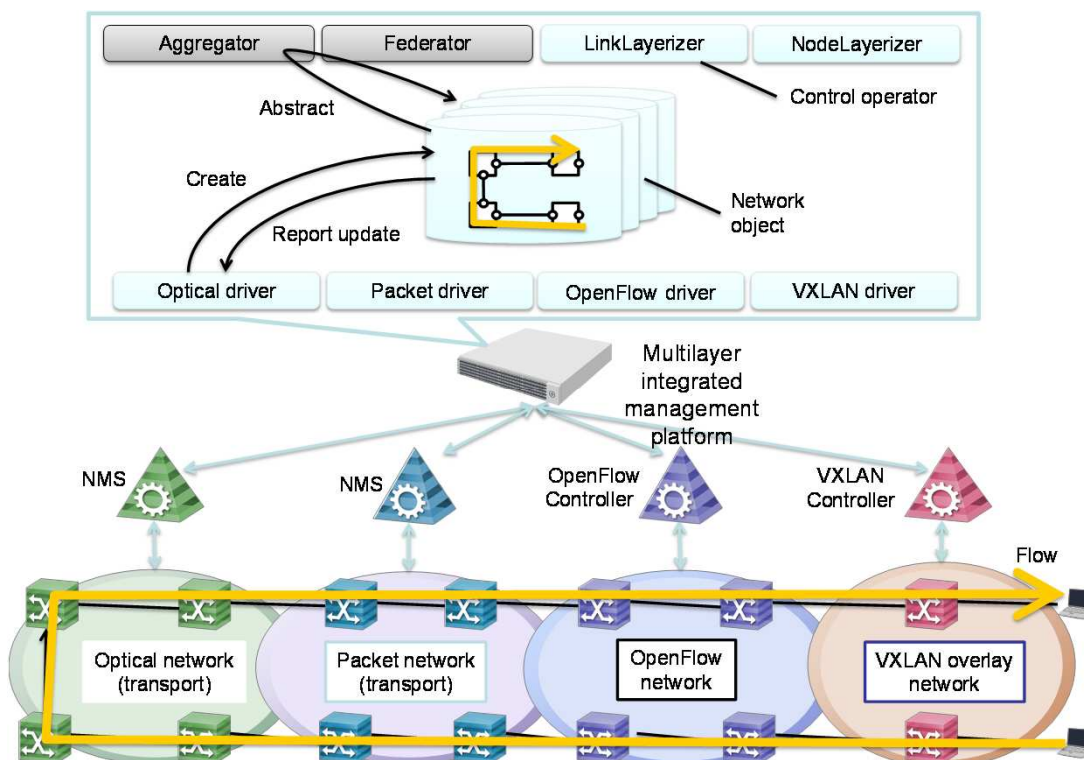 Aggregator
Federator
LinkLayerizer
NodeLayerizer
Abstract
Control operator
Create
Network
object
Report update
Optical driver
Packet driver
OpenFlow driver
VXLAN driver
Multilayer
integrated
management
platform
NMS
NMS
OpenFlow
Controller
VXLAN
Controller
Flow
Optical network
(transport)
Packet network
(transport)
OpenFlow
network
VXLAN overlay
network